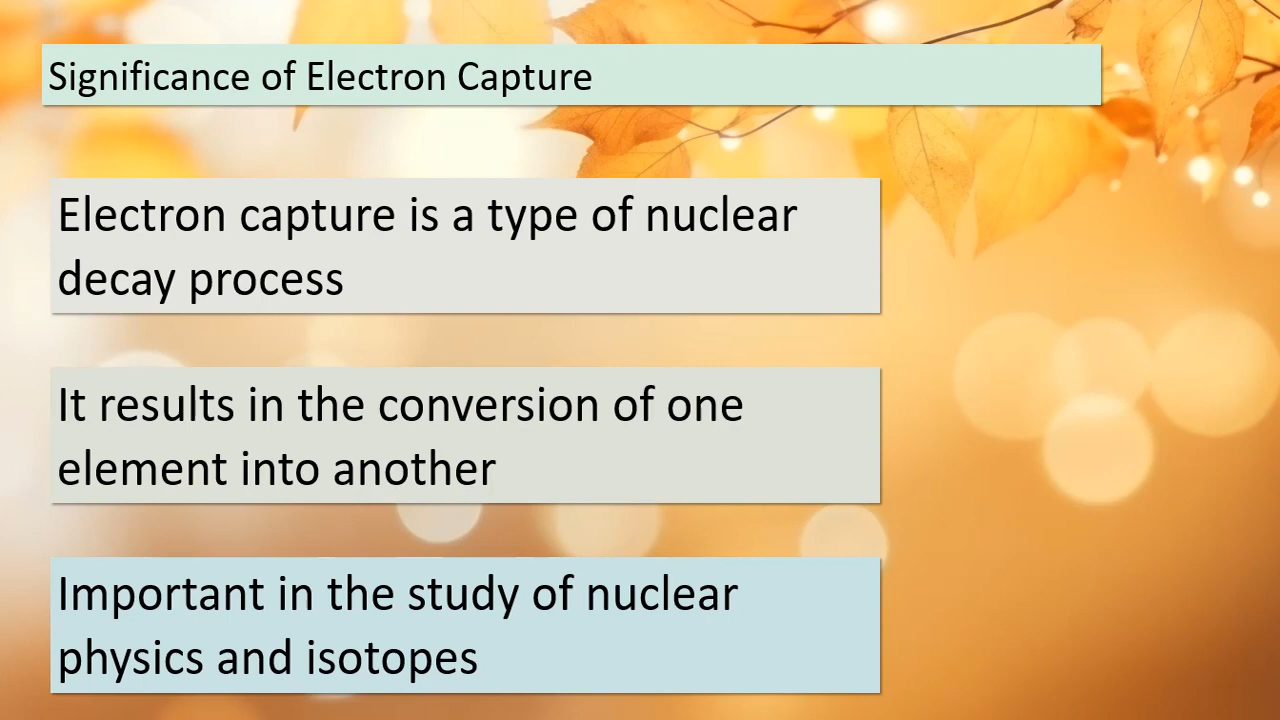 Significance of Electron Capture
Electron capture is a type of nuclear
decay process
It results in the conversion of one
element into another
Important in the study of nuclear
physics and isotopes